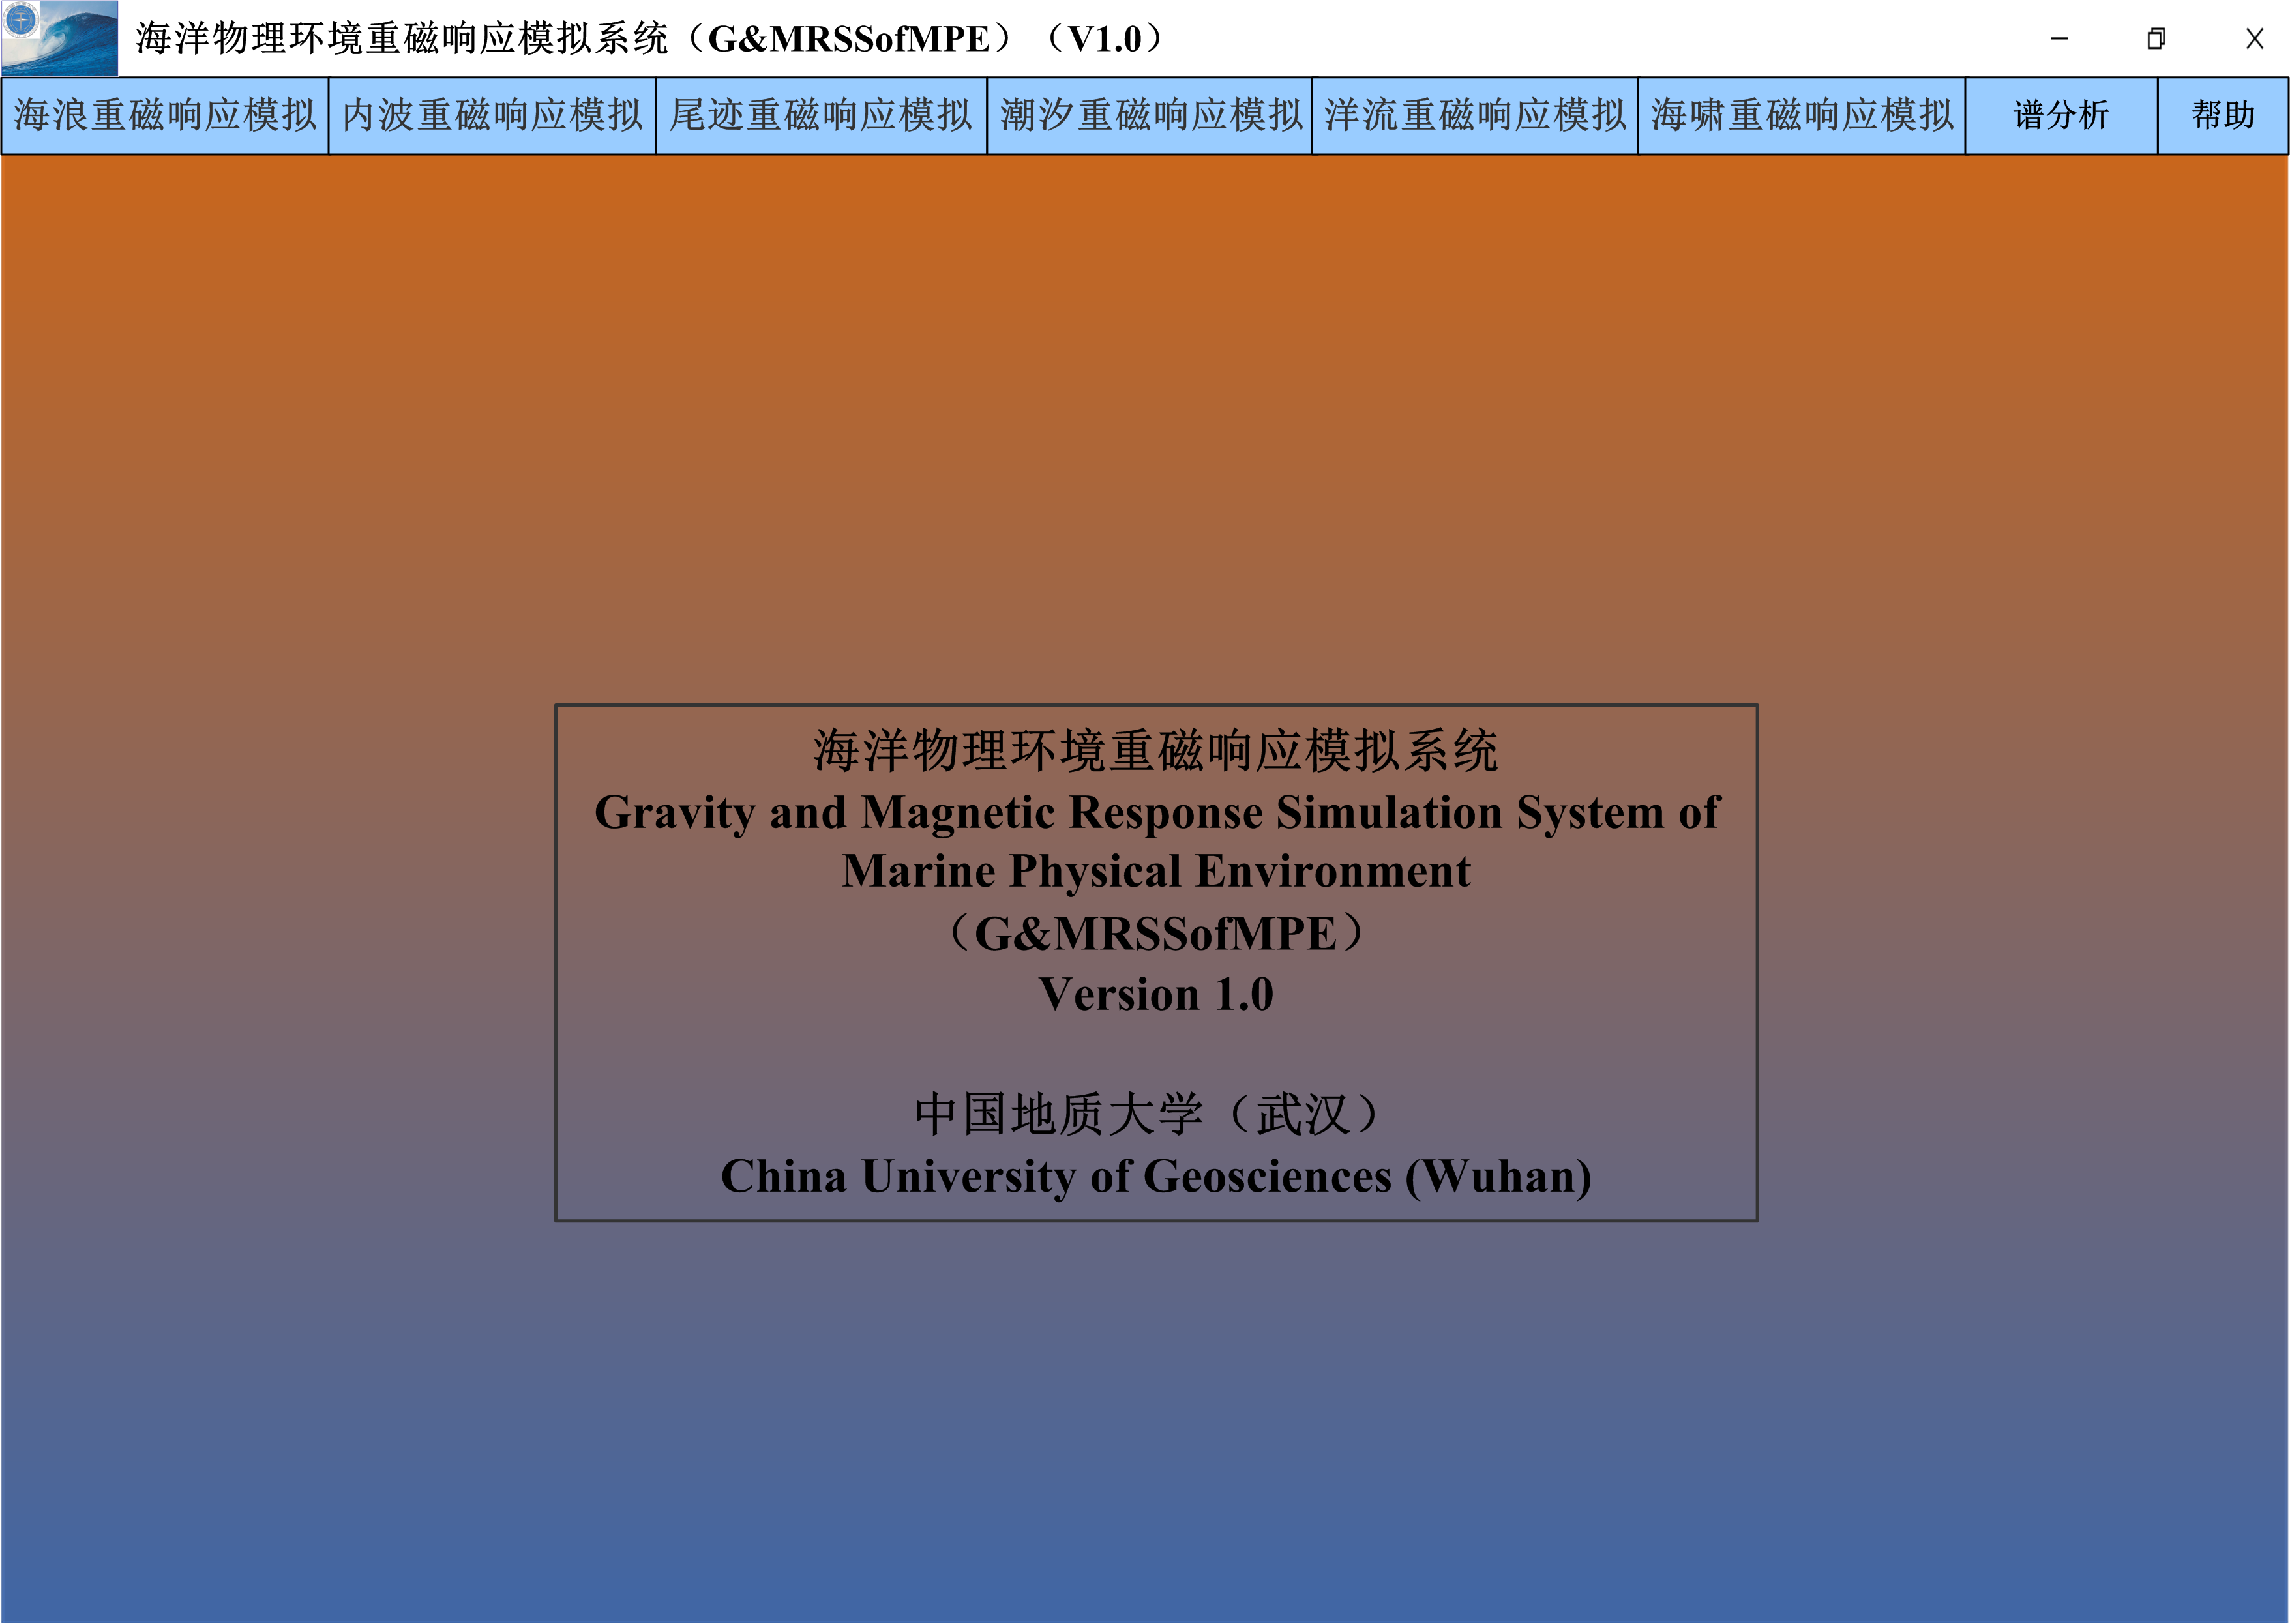 海洋物理环境重磁响应模拟系统（G&MRSSofMPE）（V1.0）
海浪重磁响应模拟 内波重磁响应模拟 尾迹重磁响应模拟 潮汐重磁响应模拟 洋流重磁响应模拟 海啸重磁响应模拟 谱分析 帮助
海洋物理环境重磁响应模拟系统
Gravity and Magnetic Response Simulation System of
Marine Physical Environment
（G&MRSSofMPE）
Version 1.0
中国地质大学（武汉）
China University of Geosciences (Wuhan)